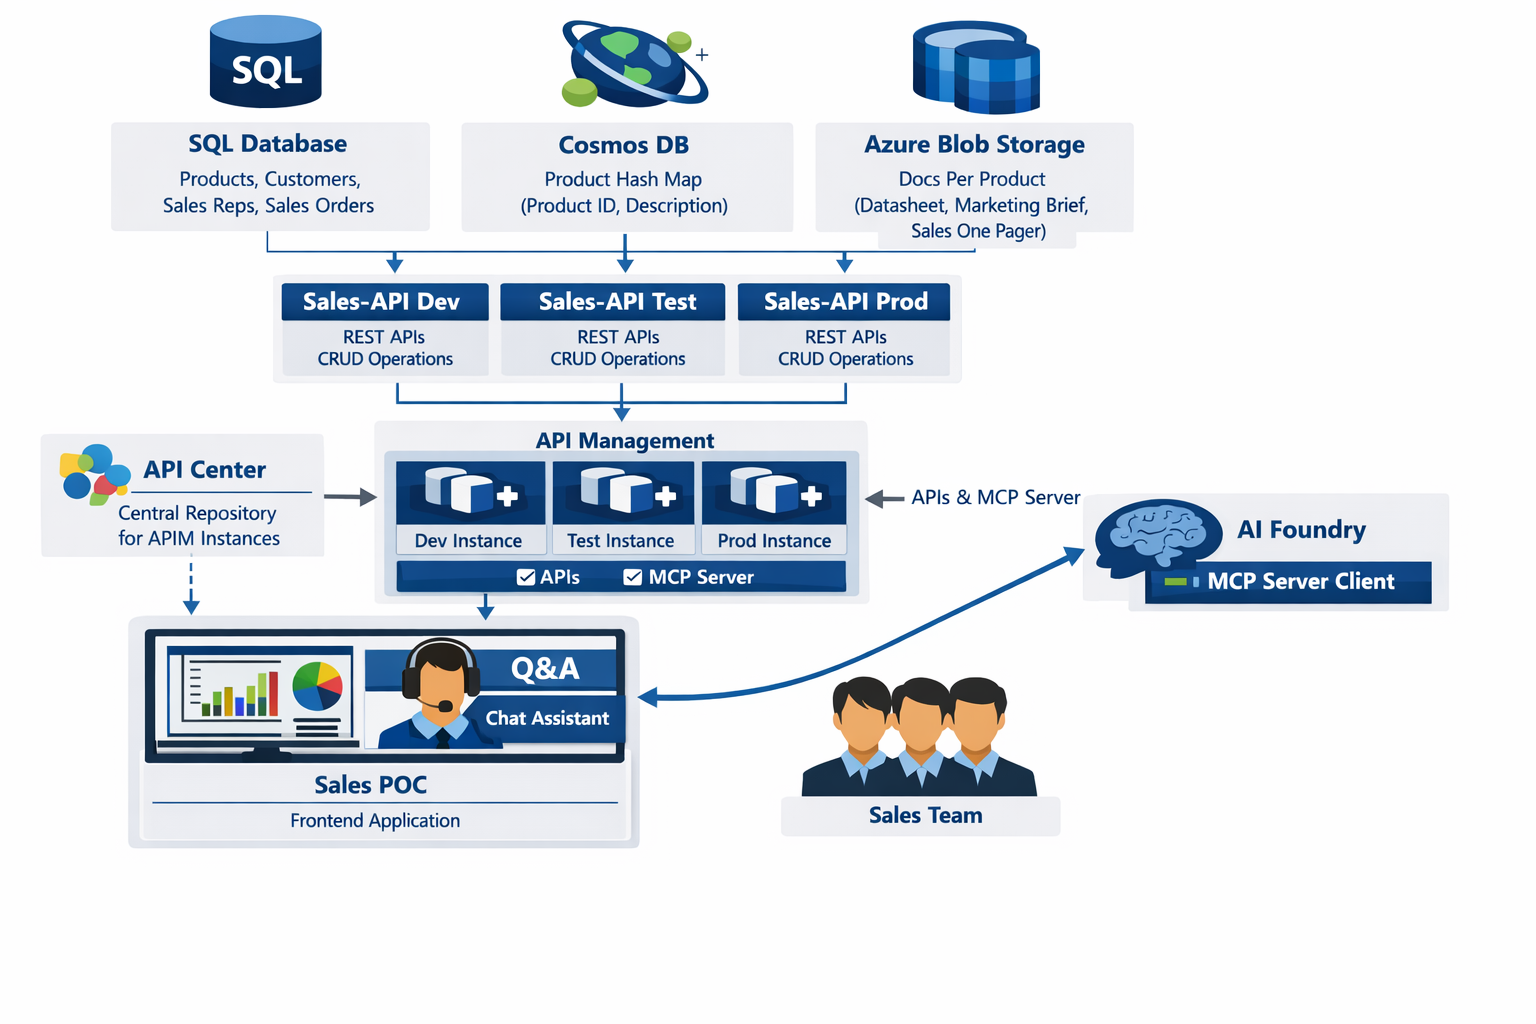 SQL
SQL Database
Products, Customers,
Sales Reps, Sales Orders
Cosmos DB
Product Hash Map
(Product ID, Description)
Azure Blob Storage
Docs Per Product
(Datasheet, Marketing Brief,
Sales One Pager)
Sales-API Dev
REST APIs
CRUD Operations
Sales-API Test
REST APIs
CRUD Operations
Sales-API Prod
REST APIs
CRUD Operations
API Center
Central Repository
for APIM Instances
API Management
Dev Instance
Test Instance
Prod Instance
APIs
MCP Server
APIs & MCP Server
AI Foundry
MCP Server Client
Q&A
Chat Assistant
Sales POC
Frontend Application
Sales Team